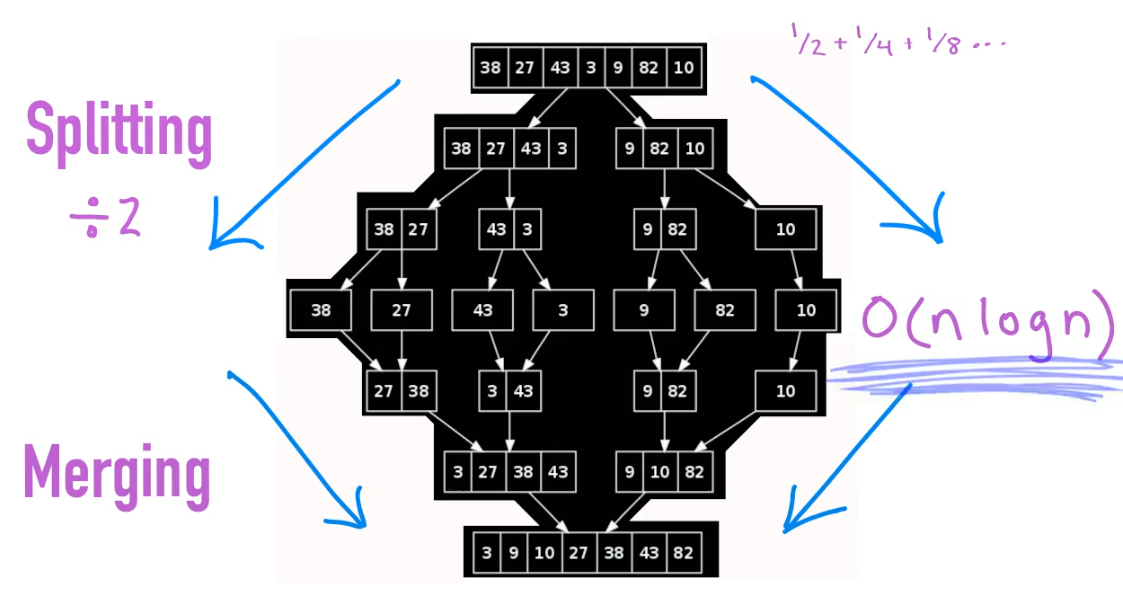 1/2 + 1/4 + 1/8 ...
38 27 43 3 9 82 10
Splitting
÷2
38 27 43 3
9 82 10
38 27
43 3
9 82
10
38
27
43
3
9
82
10
O(n log n)
27 38
3 43
9 82
10
Merging
3 27 38 43
9 10 82
3 9 10 27 38 43 82